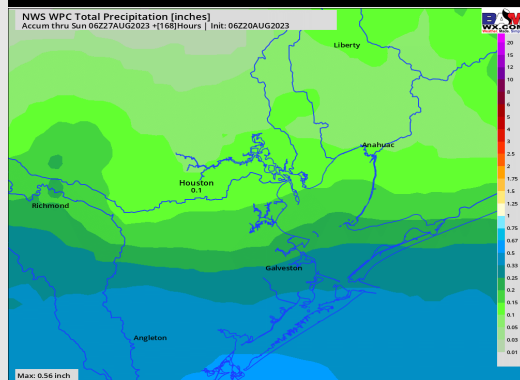 NWS WPC Total Precipitation [inches]
Accum thru Sun 06Z27AUG2023 +[168]Hours | Init: 06Z20AUG2023
WX.COM
Liberty
Anahuac
Houston
0.1
Richmond
Galveston
Angleton
Max: 0.56 inch
20
15
12
10
8
6
5
4
3
2.5
2
1.75
1.5
1.25
1
0.75
0.67
0.5
0.33
0.25
0.2
0.15
0.1
0.05
0.03
0.01